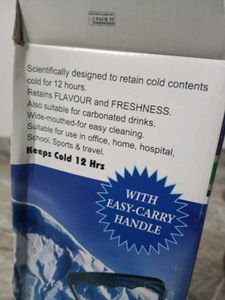 PACK IT
Scientifically designed to retain cold contents
cold for 12 hours.
Retains FLAVOUR and FRESHNESS.
Also suitable for carbonated drinks.
Wide-mouthed-for easy cleaning.
Suitable for use in office, home, hospital,
School, Sports & travel.
Keeps Cold 12 Hrs
WITH
EASY-CARRY
HANDLE